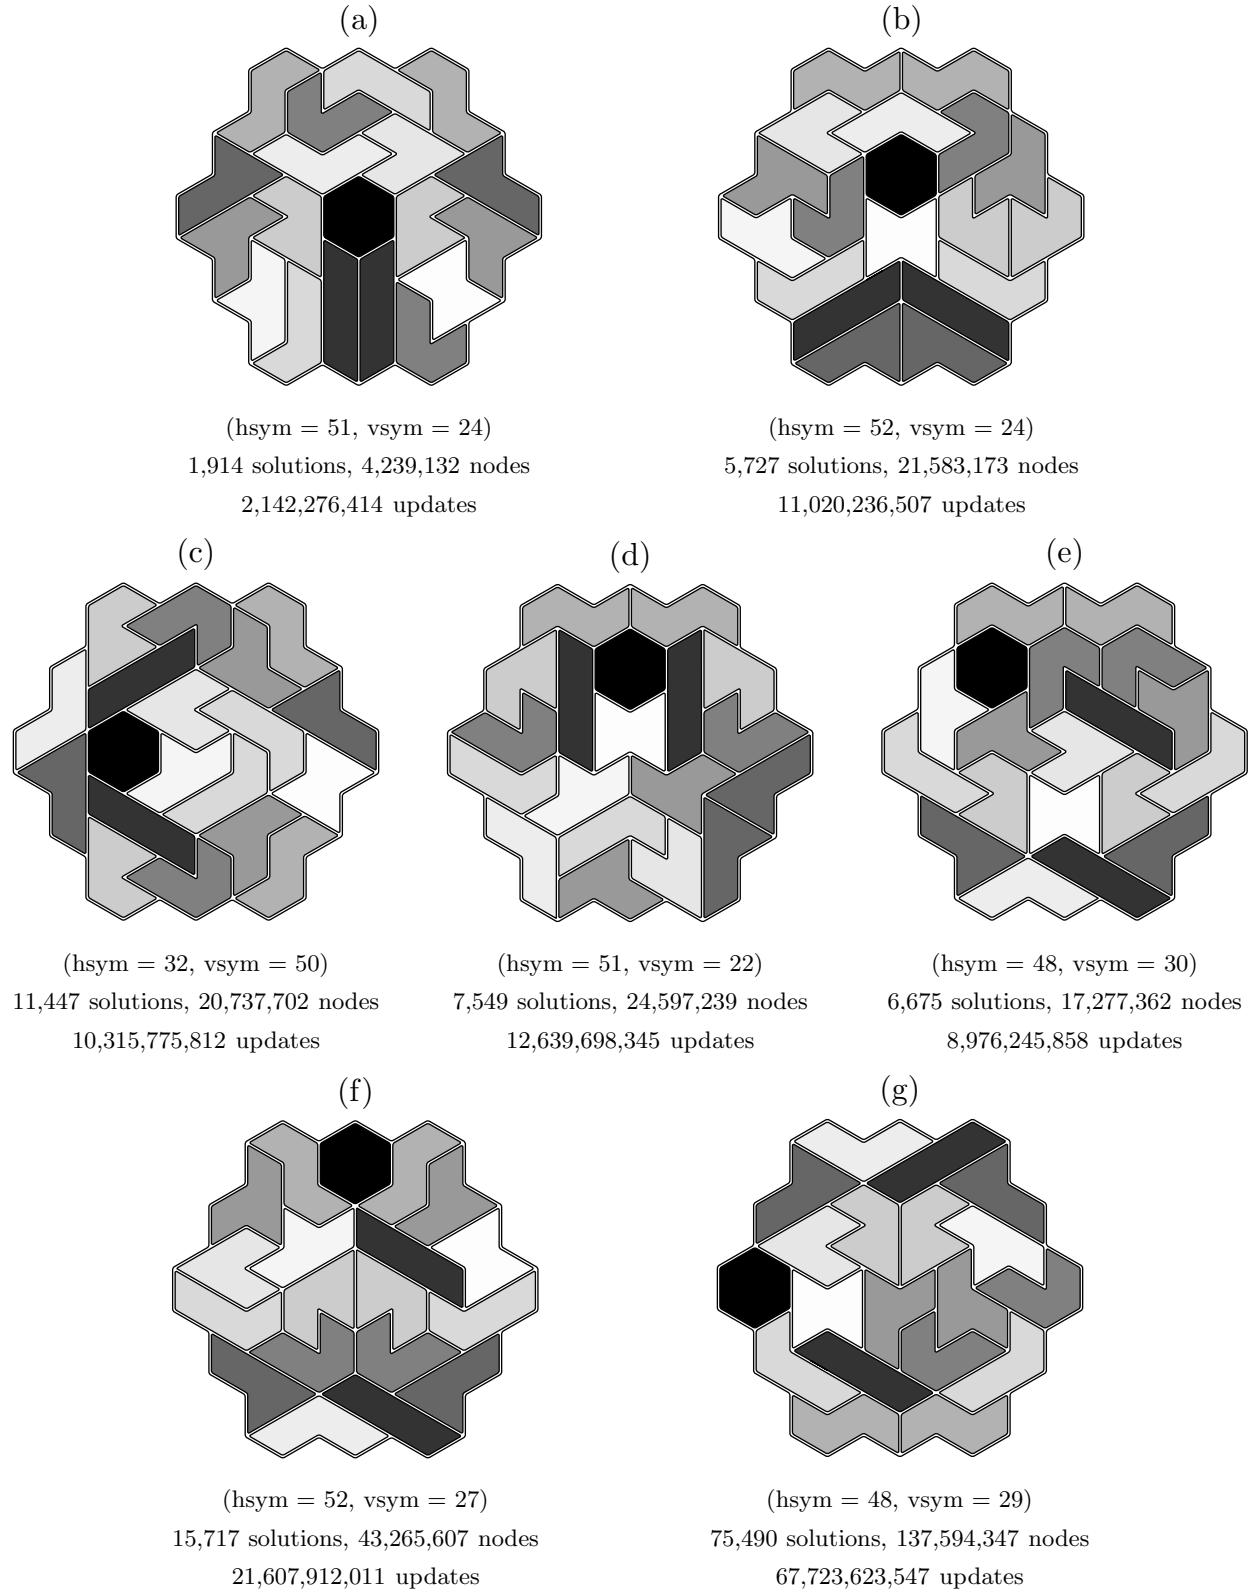 (a)
(b)
(hsym = 51, vsym = 24)
1,914 solutions, 4,239,132 nodes
2,142,276,414 updates
(hsym = 52, vsym = 24)
5,727 solutions, 21,583,173 nodes
11,020,236,507 updates
(c)
(d)
(e)
(hsym = 32, vsym = 50)
11,447 solutions, 20,737,702 nodes
10,315,775,812 updates
(hsym = 51, vsym = 22)
7,549 solutions, 24,597,239 nodes
12,639,698,345 updates
(hsym = 48, vsym = 30)
6,675 solutions, 17,277,362 nodes
8,976,245,858 updates
(f)
(g)
(hsym = 52, vsym = 27)
15,717 solutions, 43,265,607 nodes
21,607,912,011 updates
(hsym = 48, vsym = 29)
75,490 solutions, 137,594,347 nodes
67,723,623,547 updates